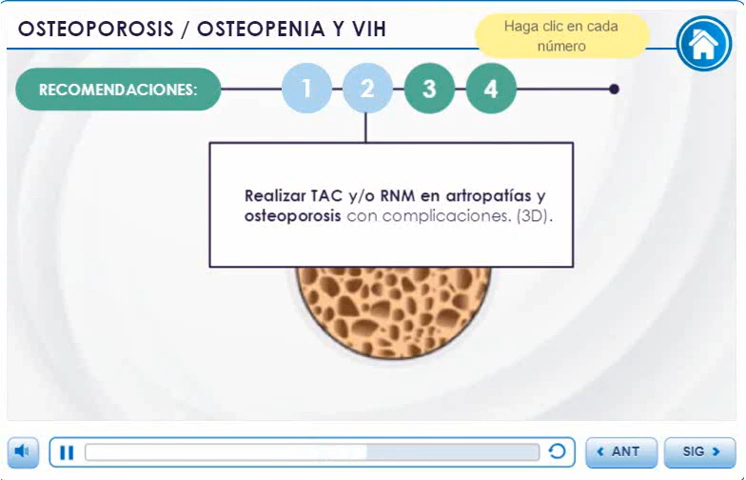 OSTEOPOROSIS / OSTEOPENIA Y VIH
Haga clic en cada
número
RECOMENDACIONES:
1 2 3 4
Realizar TAC y/o RNM en artropatías y
osteoporosis con complicaciones. (3D).
ANT
SIG